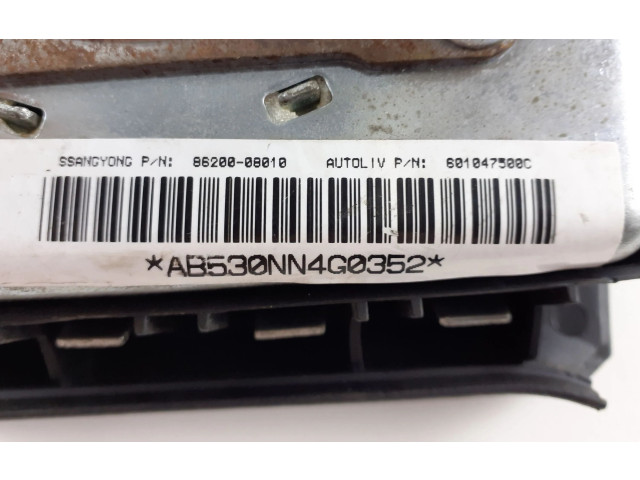 SSANGYONG P/N: 86200-08010 AUTOLIV P/N: 601047500C
*AB530NN4G0352*